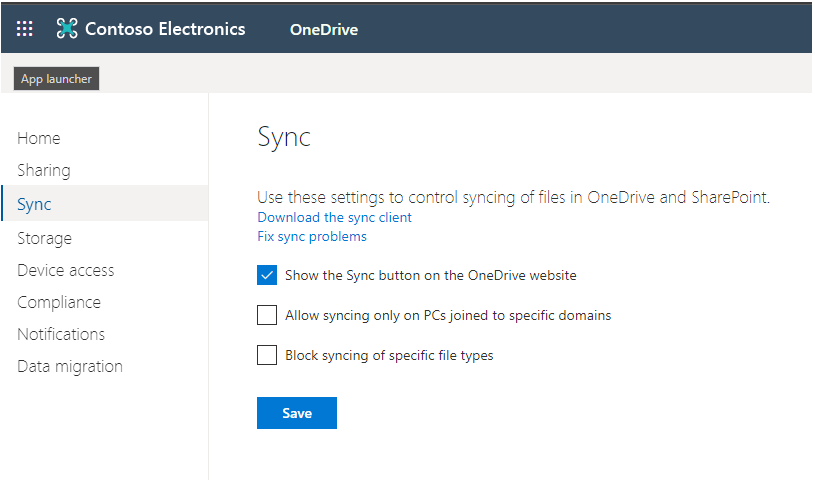 Contoso Electronics OneDrive
App launcher
Home
Sharing
Sync
Storage
Device access
Compliance
Notifications
Data migration
Sync
Use these settings to control syncing of files in OneDrive and SharePoint.
Download the sync client
Fix sync problems
Show the Sync button on the OneDrive website
Allow syncing only on PCs joined to specific domains
Block syncing of specific file types
Save